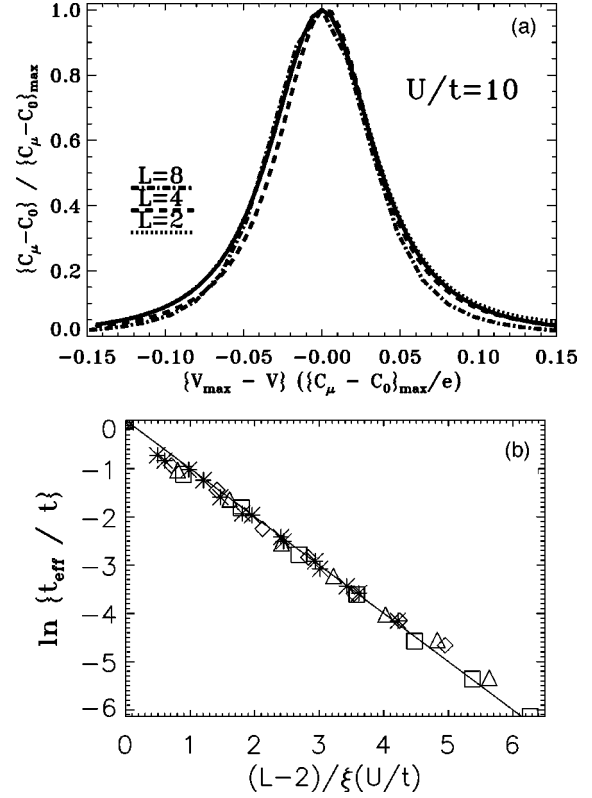 (a)
U/t=10
L=8
L=4
L=2
{C_μ−C_0} / {C_μ−C_0}_max
1.0
0.8
0.6
0.4
0.2
0.0
−0.15 −0.10 −0.05 −0.00 0.05 0.10 0.15
{V_max − V} ({C_μ − C_0}_max/e)
(b)
ln {t_eff / t}
0
−1
−2
−3
−4
−5
−6
0 1 2 3 4 5 6
(L−2)/ξ(U/t)